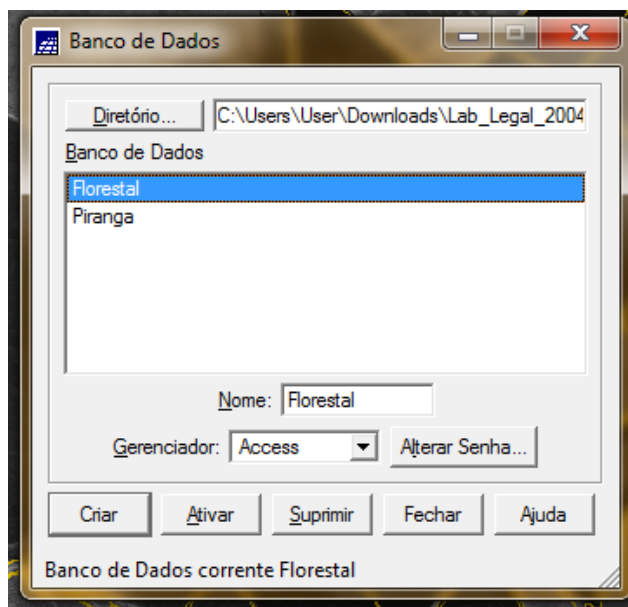 Banco de Dados
Diretório... C:\Users\User\Downloads\Lab_Legal_2004
Banco de Dados
Florestal
Piranga
Nome: Florestal
Gerenciador: Access Alterar Senha...
Criar Ativar Suprimir Fechar Ajuda
Banco de Dados corrente Florestal